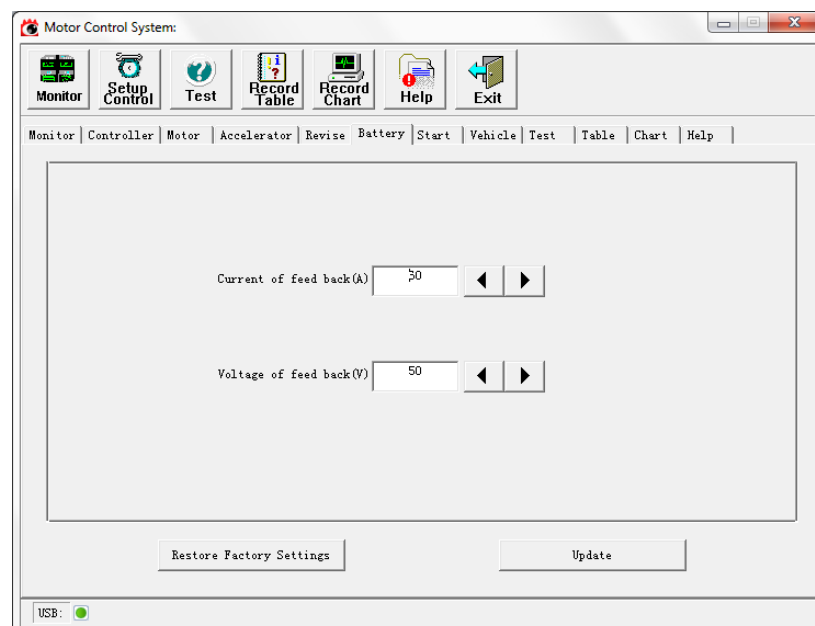 Motor Control System:
Monitor Setup Control Test Record Table Record Chart Help Exit
Monitor Controller Motor Accelerator Revise Battery Start Vehicle Test Table Chart Help
Current of feed back(A)
Voltage of feed back(V) 50
Restore Factory Settings Update
USB: